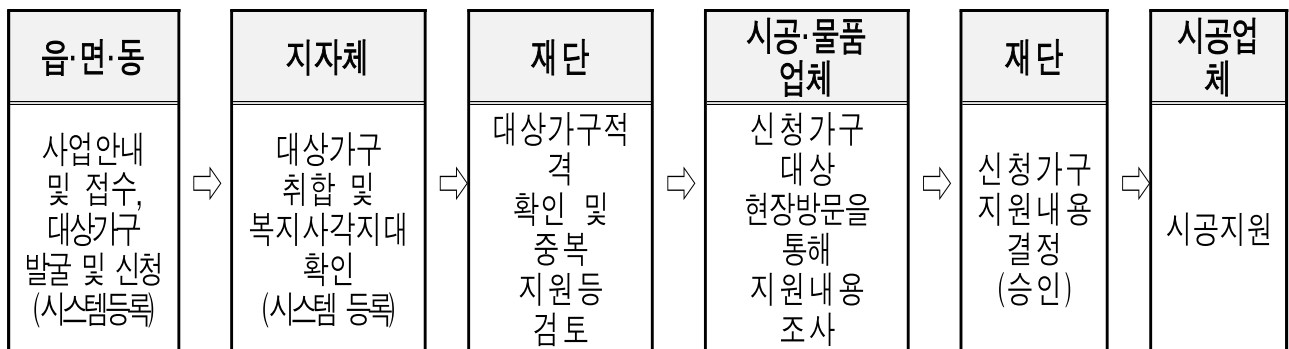 읍·면·동
사업안내
및 접수,
대상가구
발굴 및 신청
(시스템등록)
지자체
대상가구
취합 및
복지사각지대
확인
(시스템 등록)
재단
대상가구적
격
확인 및
중복
지원등
검토
시공·물품
업체
신청가구
대상
현장방문을
통해
지원내용
조사
재단
신청가구
지원내용
결정
(승인)
시공업
체
시공지원